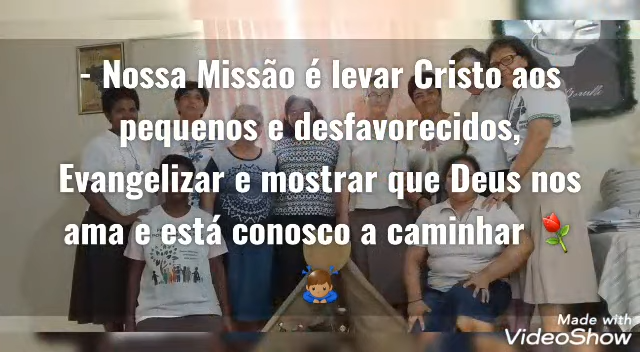 - Nossa Missão é levar Cristo aos
pequenos e desfavorecidos,
Evangelizar e mostrar que Deus nos
ama e está conosco a caminhar 🌹
🙇🏽‍♀️
Made with
VideoShow